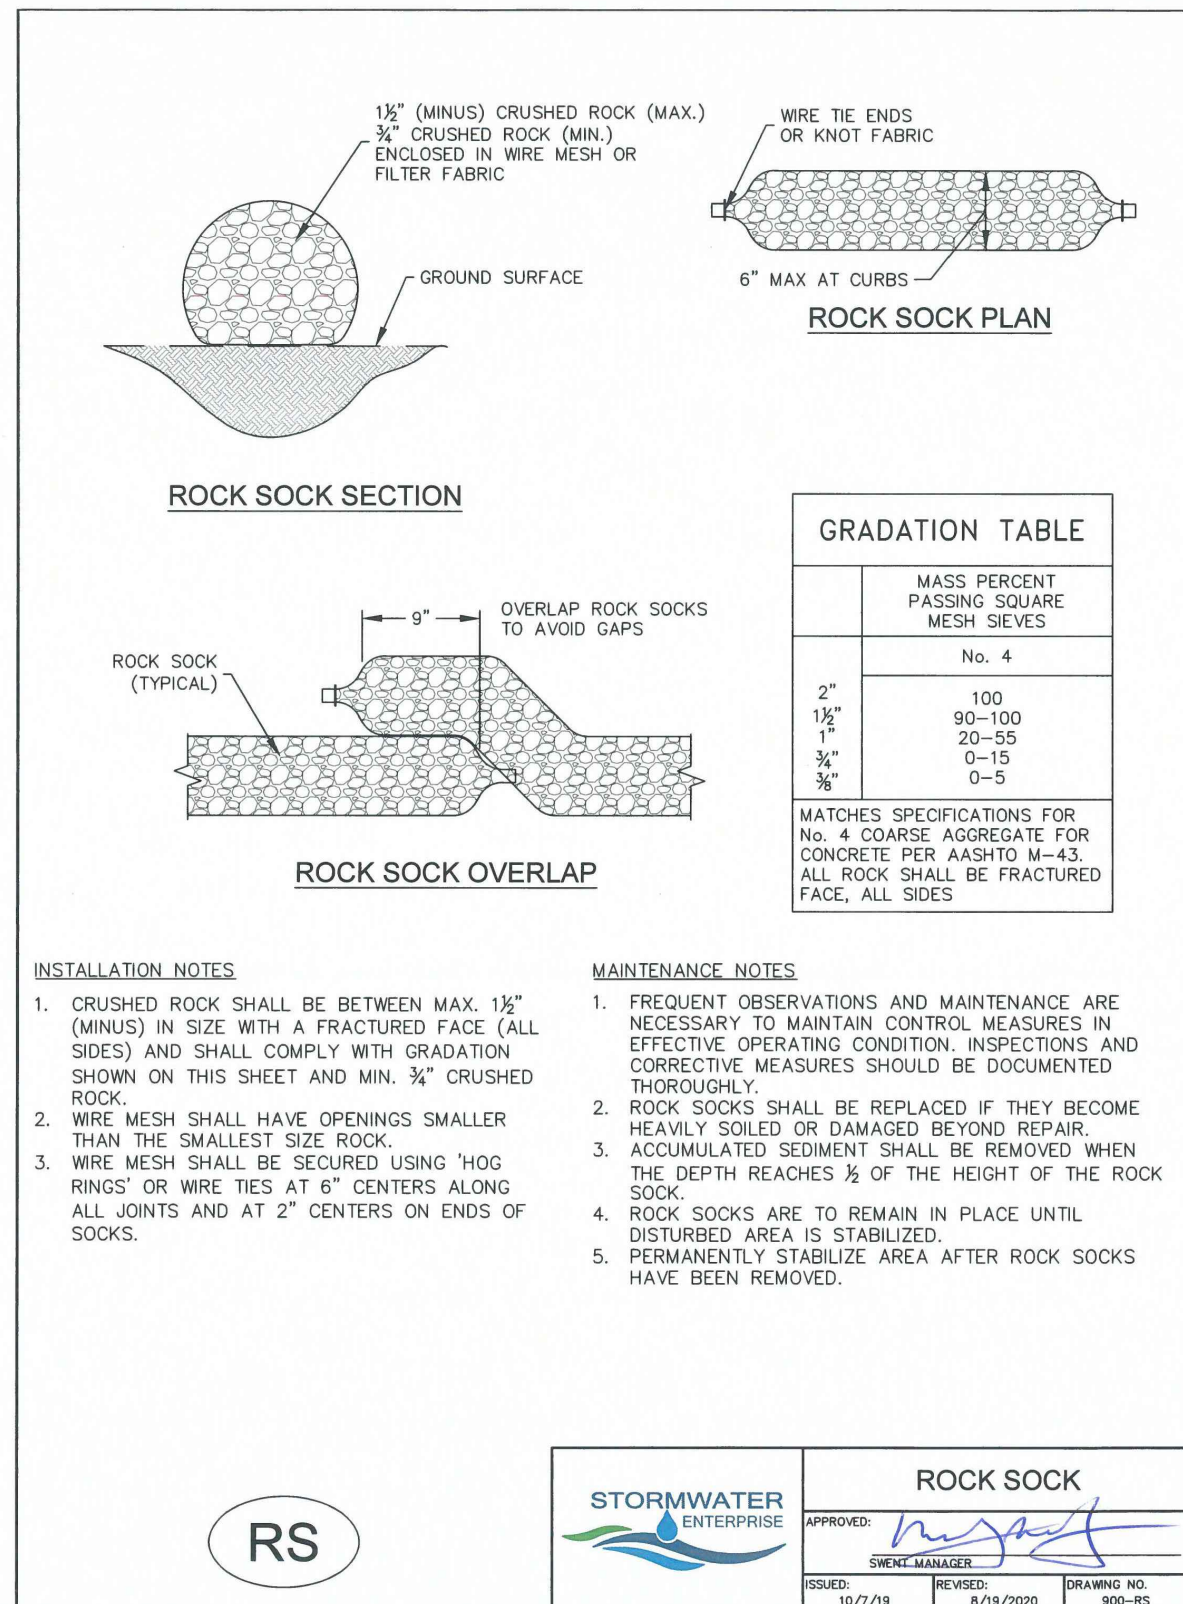 1½" (MINUS) CRUSHED ROCK (MAX.)
¾" CRUSHED ROCK (MIN.)
ENCLOSED IN WIRE MESH OR
FILTER FABRIC
GROUND SURFACE
ROCK SOCK SECTION
WIRE TIE ENDS
OR KNOT FABRIC
6" MAX AT CURBS
ROCK SOCK PLAN
9"
OVERLAP ROCK SOCKS
TO AVOID GAPS
ROCK SOCK
(TYPICAL)
ROCK SOCK OVERLAP
GRADATION TABLE
MASS PERCENT
PASSING SQUARE
MESH SIEVES
No. 4
2" 100
1½" 90-100
1" 20-55
¾" 0-15
⅜" 0-5
MATCHES SPECIFICATIONS FOR
No. 4 COARSE AGGREGATE FOR
CONCRETE PER AASHTO M-43.
ALL ROCK SHALL BE FRACTURED
FACE, ALL SIDES
INSTALLATION NOTES
1. CRUSHED ROCK SHALL BE BETWEEN MAX. 1½"
(MINUS) IN SIZE WITH A FRACTURED FACE (ALL
SIDES) AND SHALL COMPLY WITH GRADATION
SHOWN ON THIS SHEET AND MIN. ¾" CRUSHED
ROCK.
2. WIRE MESH SHALL HAVE OPENINGS SMALLER
THAN THE SMALLEST SIZE ROCK.
3. WIRE MESH SHALL BE SECURED USING 'HOG
RINGS' OR WIRE TIES AT 6" CENTERS ALONG
ALL JOINTS AND AT 2" CENTERS ON ENDS OF
SOCKS.
MAINTENANCE NOTES
1. FREQUENT OBSERVATIONS AND MAINTENANCE ARE
NECESSARY TO MAINTAIN CONTROL MEASURES IN
EFFECTIVE OPERATING CONDITION. INSPECTIONS AND
CORRECTIVE MEASURES SHOULD BE DOCUMENTED
THOROUGHLY.
2. ROCK SOCKS SHALL BE REPLACED IF THEY BECOME
HEAVILY SOILED OR DAMAGED BEYOND REPAIR.
3. ACCUMULATED SEDIMENT SHALL BE REMOVED WHEN
THE DEPTH REACHES ½ OF THE HEIGHT OF THE ROCK
SOCK.
4. ROCK SOCKS ARE TO REMAIN IN PLACE UNTIL
DISTURBED AREA IS STABILIZED.
5. PERMANENTLY STABILIZE AREA AFTER ROCK SOCKS
HAVE BEEN REMOVED.
RS
STORMWATER
ENTERPRISE
ROCK SOCK
APPROVED:
SWENT MANAGER
ISSUED: REVISED: DRAWING NO.
10/7/19 8/19/2020 900-RS